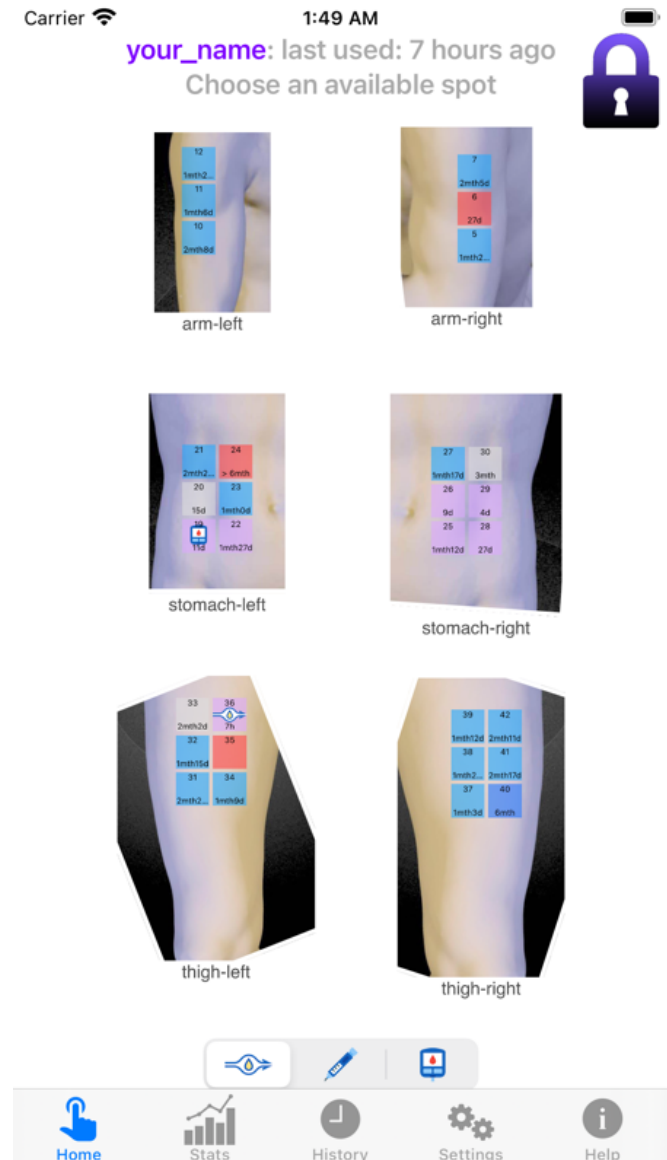 Carrier 1:49 AM
your_name: last used: 7 hours ago
Choose an available spot
12
1mth2...
11
1mth6d
10
2mth8d
arm-left
7
2mth5d
6
27d
5
1mth2...
arm-right
21 24
2mth2... > 6mth
20 23
15d 1mth0d
19 22
11d 1mth27d
stomach-left
27 30
1mth17d 3mth
26 29
9d 4d
25 28
1mth12d 27d
stomach-right
33 36
2mth2d 7h
32 35
1mth15d
31 34
2mth2... 1mth9d
thigh-left
39 42
1mth12d 2mth11d
38 41
1mth2... 2mth17d
37 40
1mth3d 6mth
thigh-right
Home Stats History Settings Help